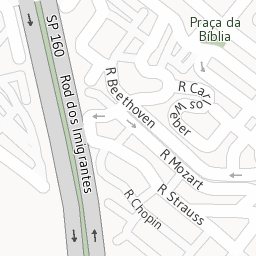 Praça da
Bíblia
SP 160
Rod dos Imigrantes
R Beethoven
R Carlos Weber
R Mozart
R Strauss
R Chopin